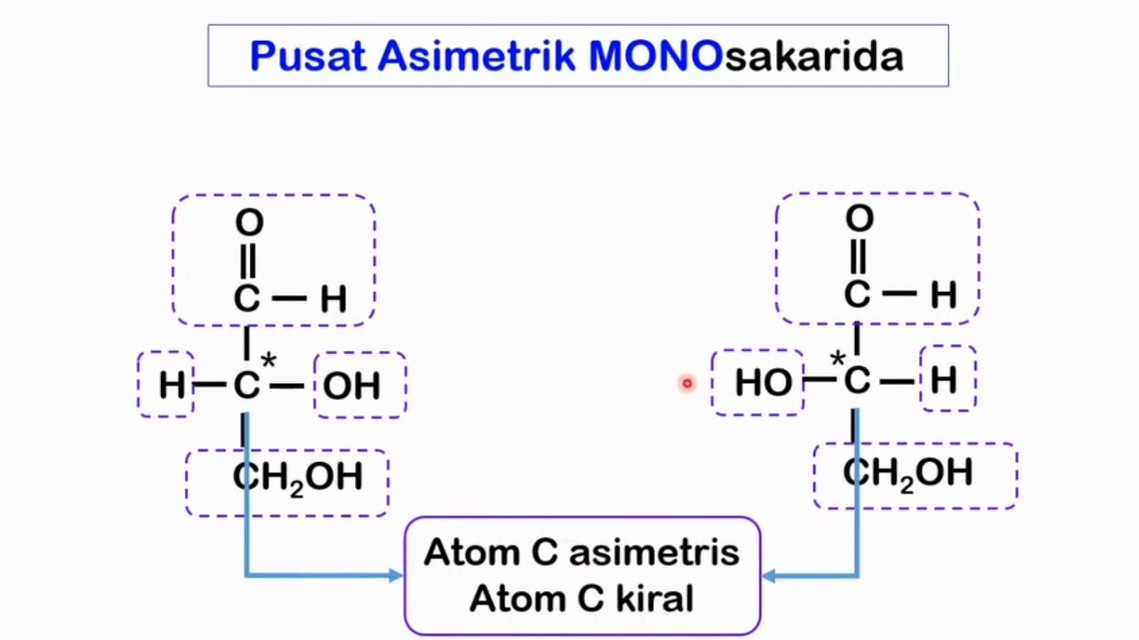 Pusat Asimetrik MONOsakarida
O
C — H
H — C* — OH
CH₂OH
O
C — H
HO — *C — H
CH₂OH
Atom C asimetris
Atom C kiral